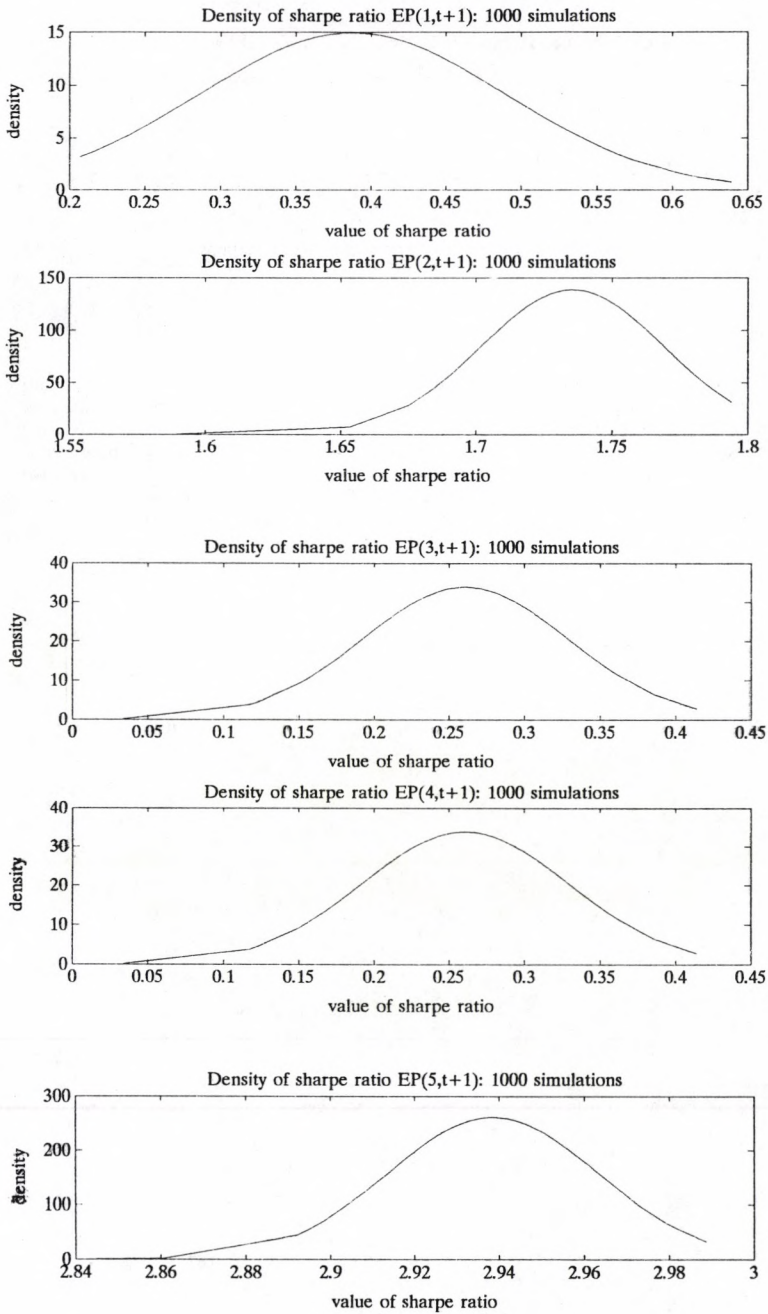 Density of sharpe ratio EP(1,t+1): 1000 simulations
15
10
5
0
density
0.2 0.25 0.3 0.35 0.4 0.45 0.5 0.55 0.6 0.65
value of sharpe ratio
Density of sharpe ratio EP(2,t+1): 1000 simulations
150
100
50
0
density
1.55 1.6 1.65 1.7 1.75 1.8
value of sharpe ratio
Density of sharpe ratio EP(3,t+1): 1000 simulations
40
30
20
10
0
density
0 0.05 0.1 0.15 0.2 0.25 0.3 0.35 0.4 0.45
value of sharpe ratio
Density of sharpe ratio EP(4,t+1): 1000 simulations
40
30
20
10
0
density
0 0.05 0.1 0.15 0.2 0.25 0.3 0.35 0.4 0.45
value of sharpe ratio
Density of sharpe ratio EP(5,t+1): 1000 simulations
300
200
100
0
density
2.84 2.86 2.88 2.9 2.92 2.94 2.96 2.98 3
value of sharpe ratio